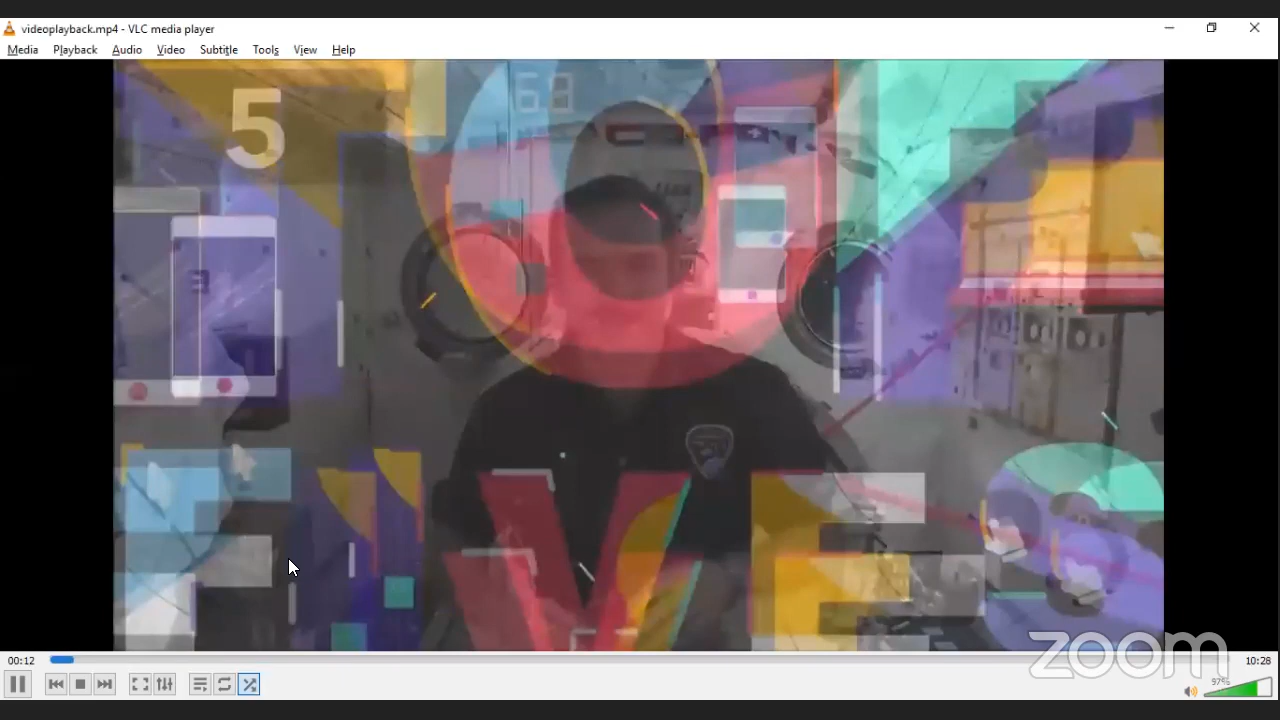 videoplayback.mp4 - VLC media player
Media Playback Audio Video Subtitle Tools View Help
5
FIVE
00:12
10:28
97%
zoom